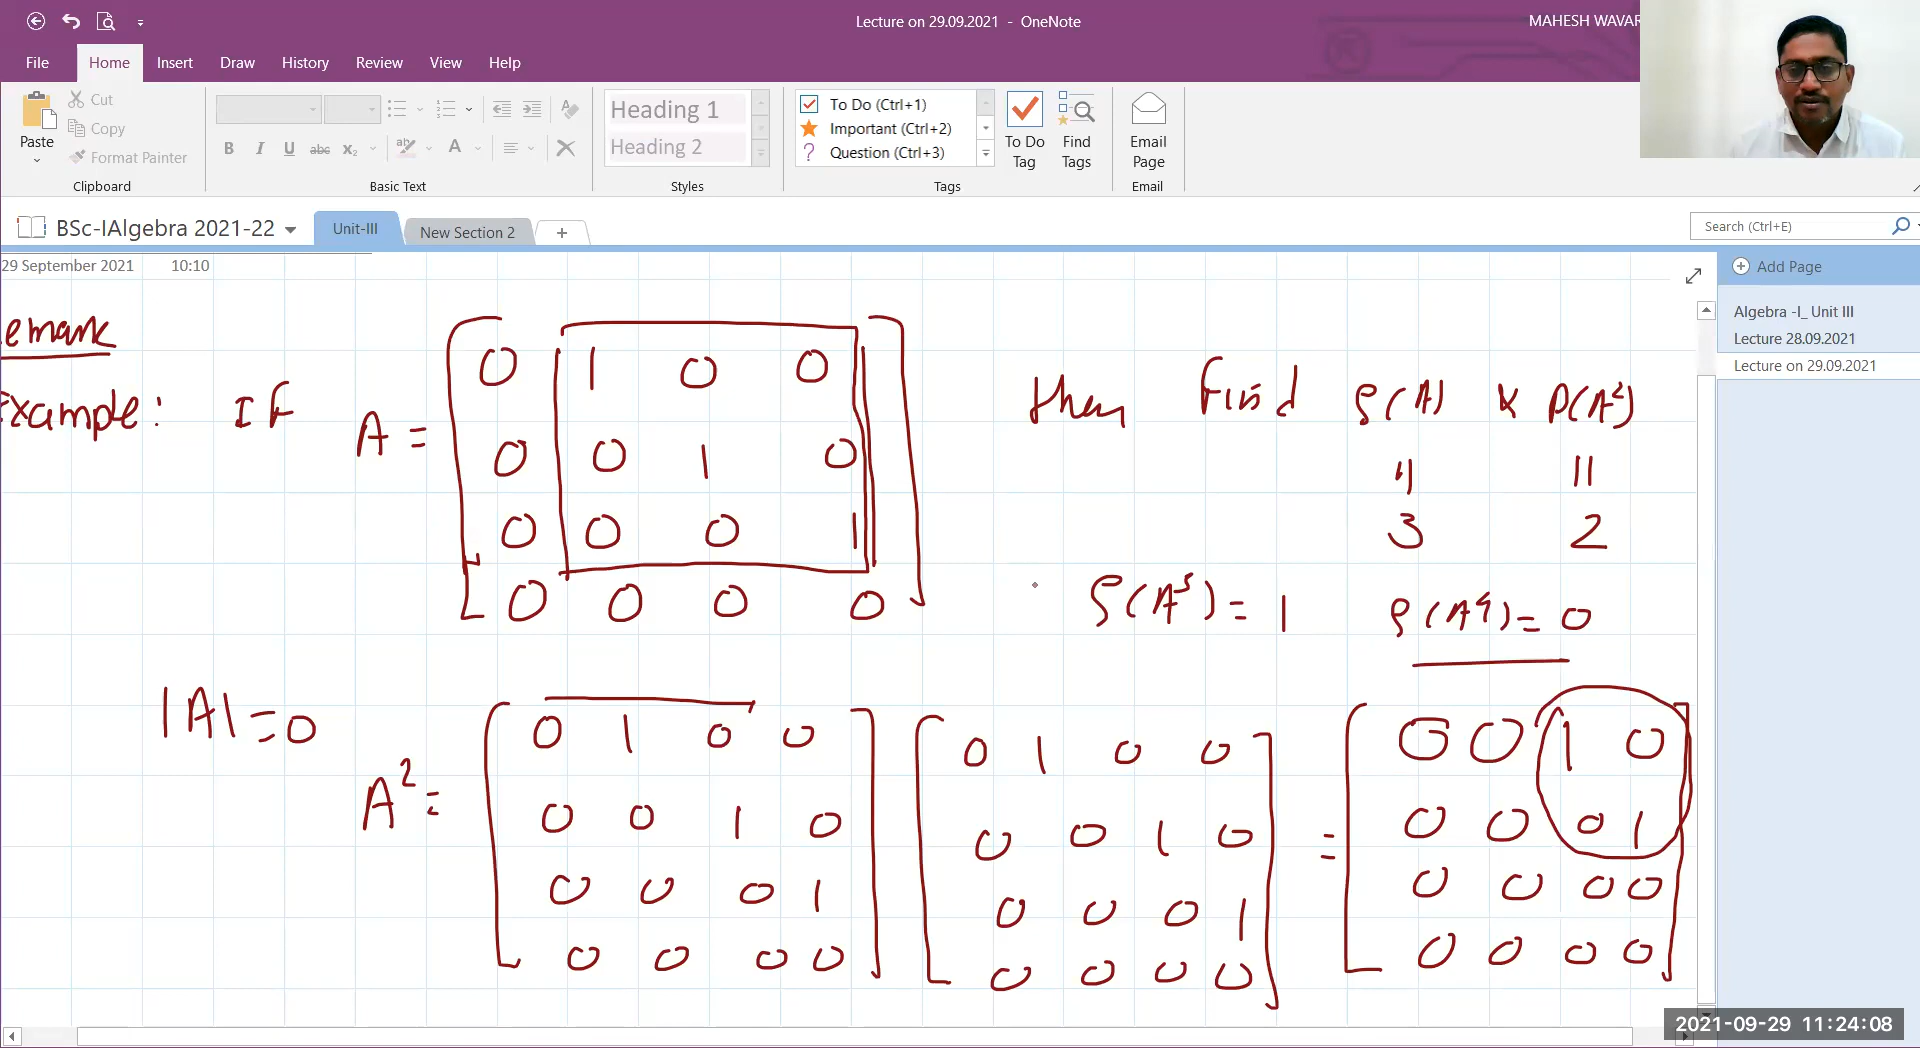 Lecture on 29.09.2021 - OneNote
MAHESH WAVAR
File Home Insert Draw History Review View Help
Paste
Cut
Copy
Format Painter
Clipboard
B I U abc x₂ ab A
Basic Text
Heading 1
Heading 2
Styles
To Do (Ctrl+1)
Important (Ctrl+2)
Question (Ctrl+3)
Tags
To Do Tag
Find Tags
Email Page
Email
BSc-IAlgebra 2021-22
Unit-III
New Section 2
Search (Ctrl+E)
29 September 2021 10:10
Add Page
Algebra -I_ Unit III
Lecture 28.09.2021
Lecture on 29.09.2021
emark
Example: If
A =
0 1 0 0
0 0 1 0
0 0 0 1
0 0 0 0
then find ρ(A) & ρ(A²)
11 11
3 2
ρ(A³) = 1 ρ(A⁴) = 0
|A| = 0
A² =
0 1 0 0 0 1 0 0 0 0 1 0
0 0 1 0 0 0 1 0 = 0 0 0 1
0 0 0 1 0 0 0 1 0 0 0 0
0 0 0 0 0 0 0 0 0 0 0 0
2021-09-29 11:24:08